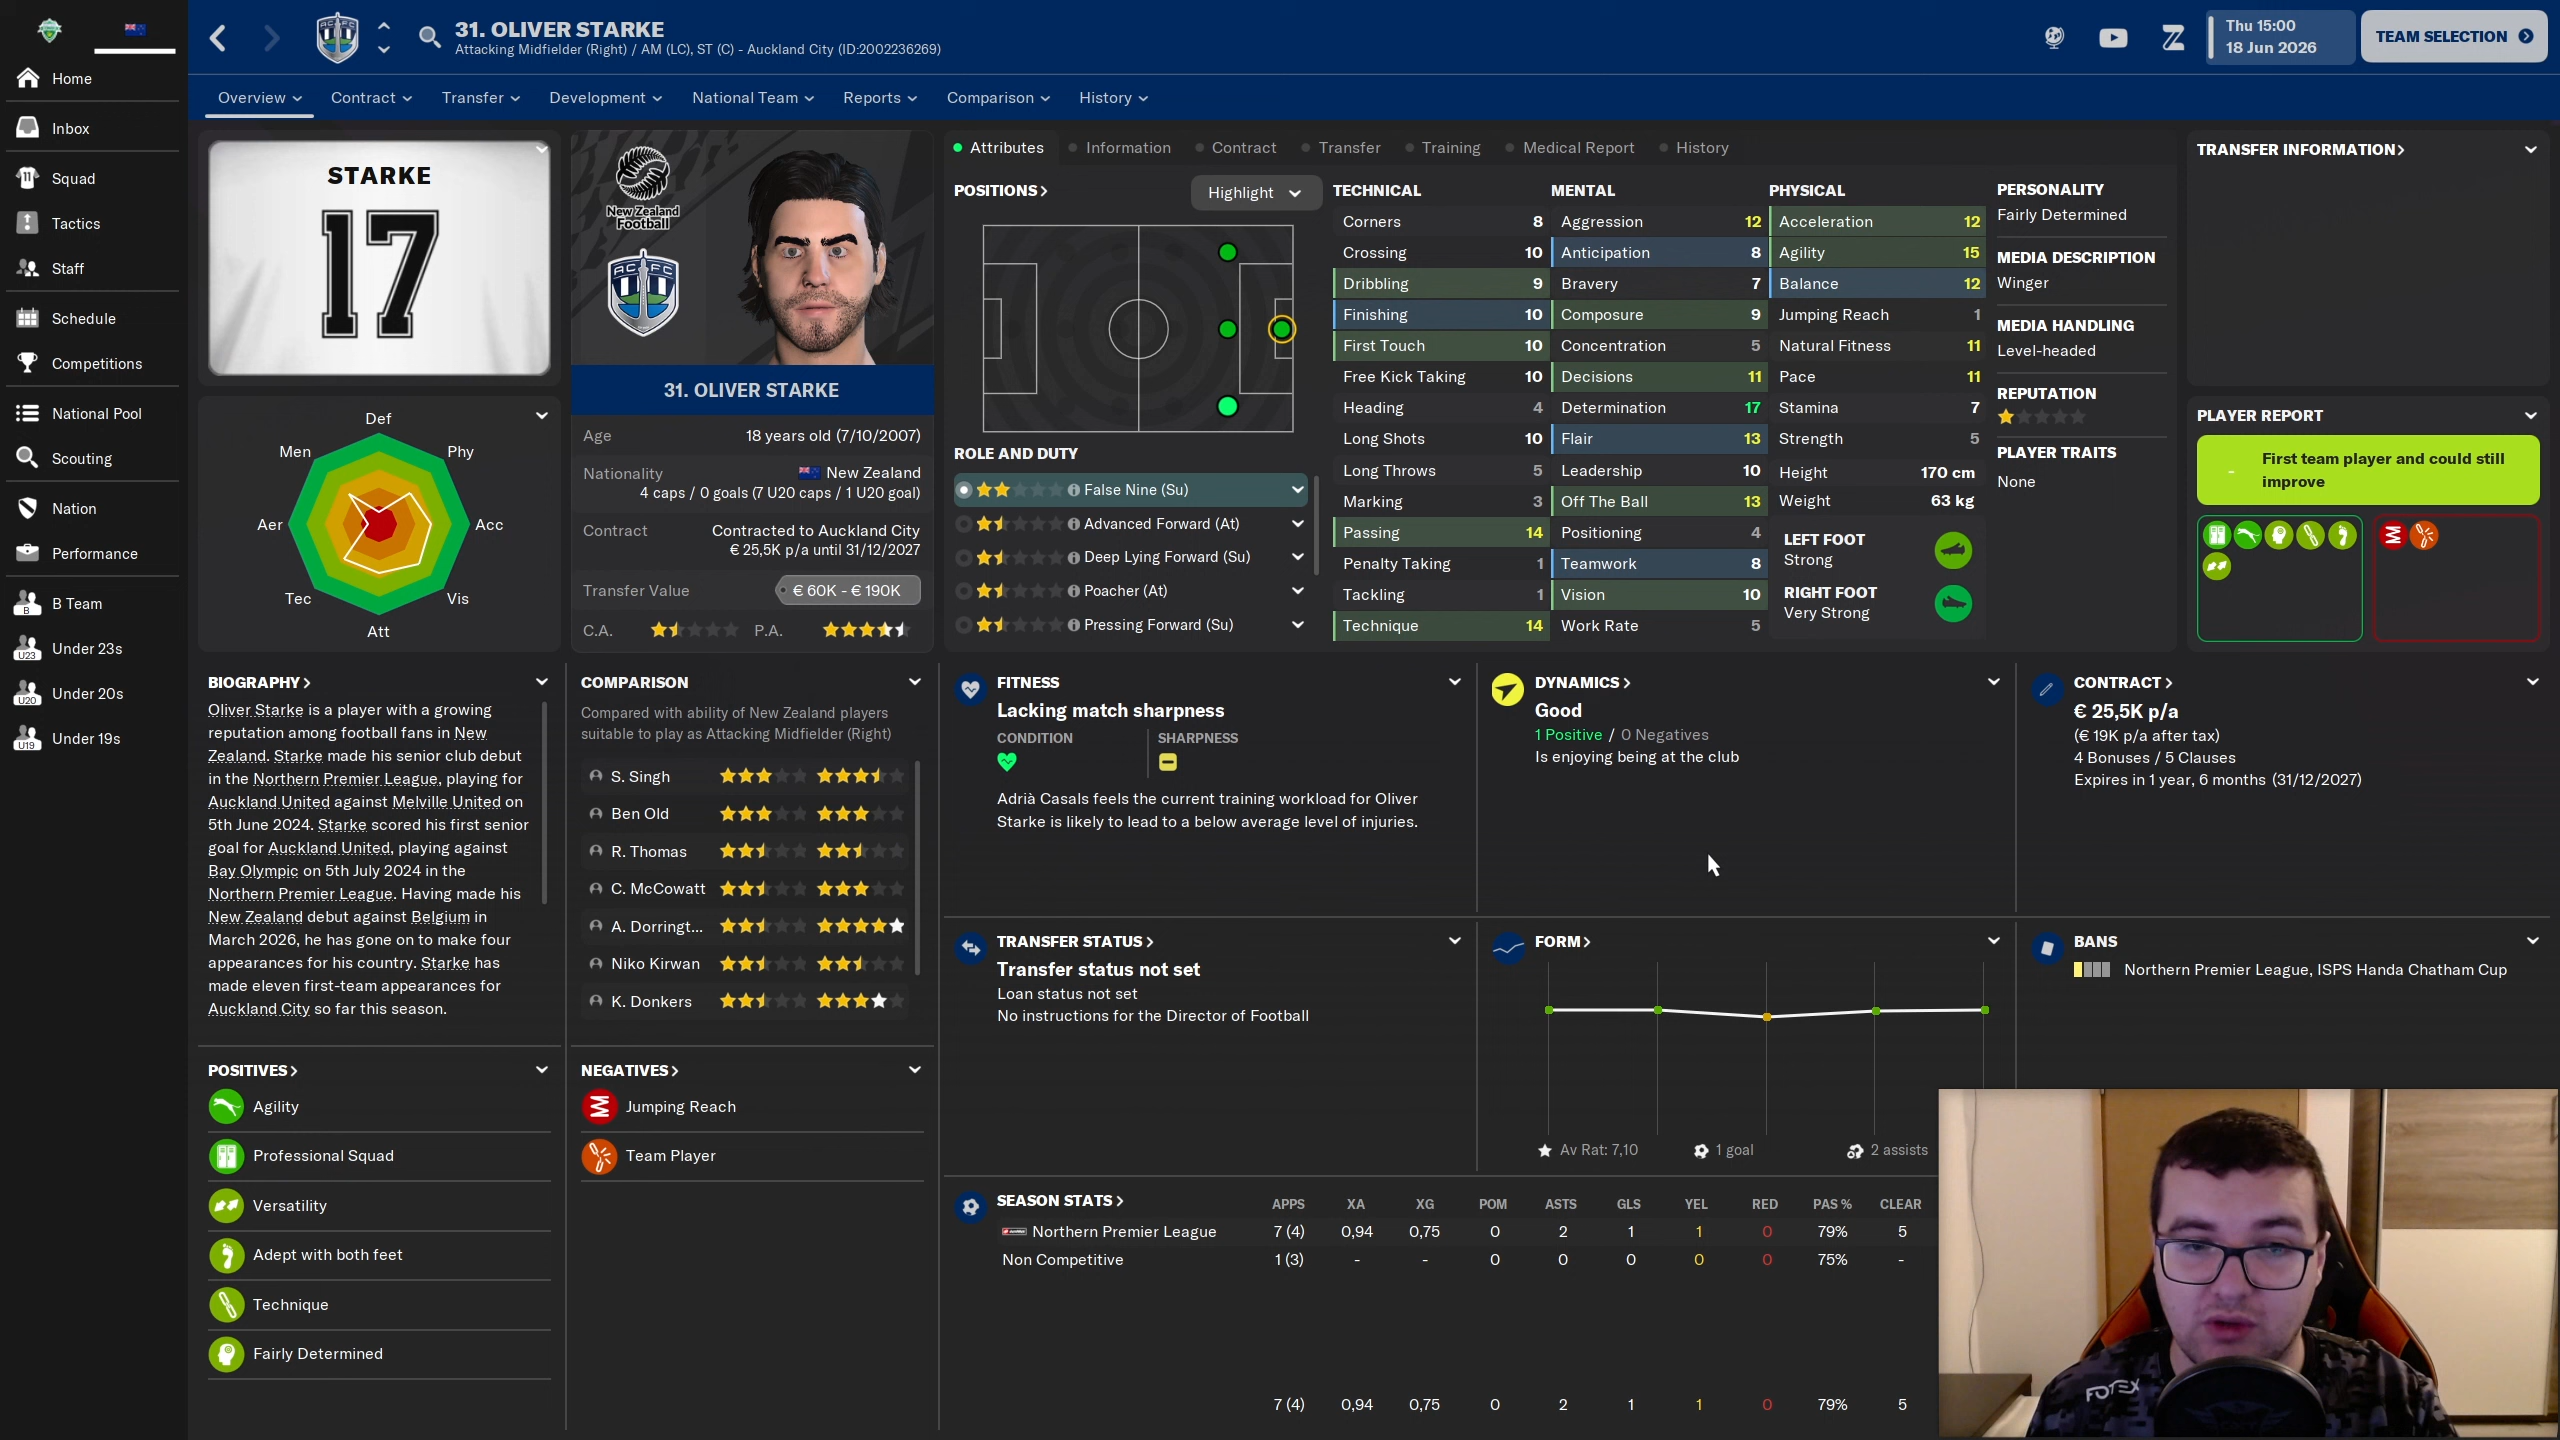 31. OLIVER STARKE
Attacking Midfielder (Right) / AM (LC), ST (C) - Auckland City (ID:2002236269)
Thu 15:00
18 Jun 2026
TEAM SELECTION
Home
Inbox
Squad
Tactics
Staff
Schedule
Competitions
National Pool
Scouting
Nation
Performance
B
B Team
U23
Under 23s
U20
Under 20s
U19
Under 19s
Overview
Contract
Transfer
Development
National Team
Reports
Comparison
History
STARKE
17
Def
Men
Phy
Aer
Acc
Tec
Vis
Att
New Zealand
Football
ACFC
31. OLIVER STARKE
Age 18 years old (7/10/2007)
Nationality New Zealand
4 caps / 0 goals (7 U20 caps / 1 U20 goal)
Contract Contracted to Auckland City
€ 25,5K p/a until 31/12/2027
Transfer Value € 60K - € 190K
C.A. P.A.
Attributes Information Contract Transfer Training Medical Report History
POSITIONS
Highlight
ROLE AND DUTY
False Nine (Su)
Advanced Forward (At)
Deep Lying Forward (Su)
Poacher (At)
Pressing Forward (Su)
TECHNICAL
Corners 8
Crossing 10
Dribbling 9
Finishing 10
First Touch 10
Free Kick Taking 10
Heading 4
Long Shots 10
Long Throws 5
Marking 3
Passing 14
Penalty Taking 1
Tackling 1
Technique 14
MENTAL
Aggression 12
Anticipation 8
Bravery 7
Composure 9
Concentration 5
Decisions 11
Determination 17
Flair 13
Leadership 10
Off The Ball 13
Positioning 4
Teamwork 8
Vision 10
Work Rate 5
PHYSICAL
Acceleration 12
Agility 15
Balance 12
Jumping Reach 1
Natural Fitness 11
Pace 11
Stamina 7
Strength 5
Height 170 cm
Weight 63 kg
LEFT FOOT
Strong
RIGHT FOOT
Very Strong
PERSONALITY
Fairly Determined
MEDIA DESCRIPTION
Winger
MEDIA HANDLING
Level-headed
REPUTATION
PLAYER TRAITS
None
TRANSFER INFORMATION
PLAYER REPORT
- First team player and could still
improve
BIOGRAPHY
Oliver Starke is a player with a growing
reputation among football fans in New
Zealand. Starke made his senior club debut
in the Northern Premier League, playing for
Auckland United against Melville United on
5th June 2024. Starke scored his first senior
goal for Auckland United, playing against
Bay Olympic on 5th July 2024 in the
Northern Premier League. Having made his
New Zealand debut against Belgium in
March 2026, he has gone on to make four
appearances for his country. Starke has
made eleven first-team appearances for
Auckland City so far this season.
COMPARISON
Compared with ability of New Zealand players
suitable to play as Attacking Midfielder (Right)
S. Singh
Ben Old
R. Thomas
C. McCowatt
A. Dorringt...
Niko Kirwan
K. Donkers
FITNESS
Lacking match sharpness
CONDITION SHARPNESS
Adrià Casals feels the current training workload for Oliver
Starke is likely to lead to a below average level of injuries.
DYNAMICS
Good
1 Positive / 0 Negatives
Is enjoying being at the club
CONTRACT
€ 25,5K p/a
(€ 19K p/a after tax)
4 Bonuses / 5 Clauses
Expires in 1 year, 6 months (31/12/2027)
TRANSFER STATUS
Transfer status not set
Loan status not set
No instructions for the Director of Football
FORM
Av Rat: 7,10 1 goal 2 assists
BANS
Northern Premier League, ISPS Handa Chatham Cup
POSITIVES
Agility
Professional Squad
Versatility
Adept with both feet
Technique
Fairly Determined
NEGATIVES
Jumping Reach
Team Player
SEASON STATS APPS XA XG POM ASTS GLS YEL RED PAS % CLEAR
Northern Premier League 7 (4) 0,94 0,75 0 2 1 1 0 79% 5
Non Competitive 1 (3) - - 0 0 0 0 0 75% -
7 (4) 0,94 0,75 0 2 1 1 0 79% 5
FOTEX